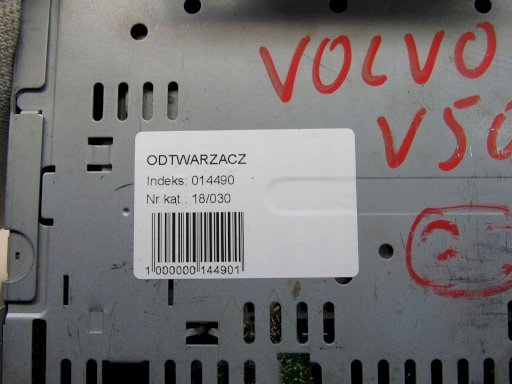 VOLVO
V50
ODTWARZACZ
Indeks: 014490
Nr kat.: 18/030
1 000000 144901